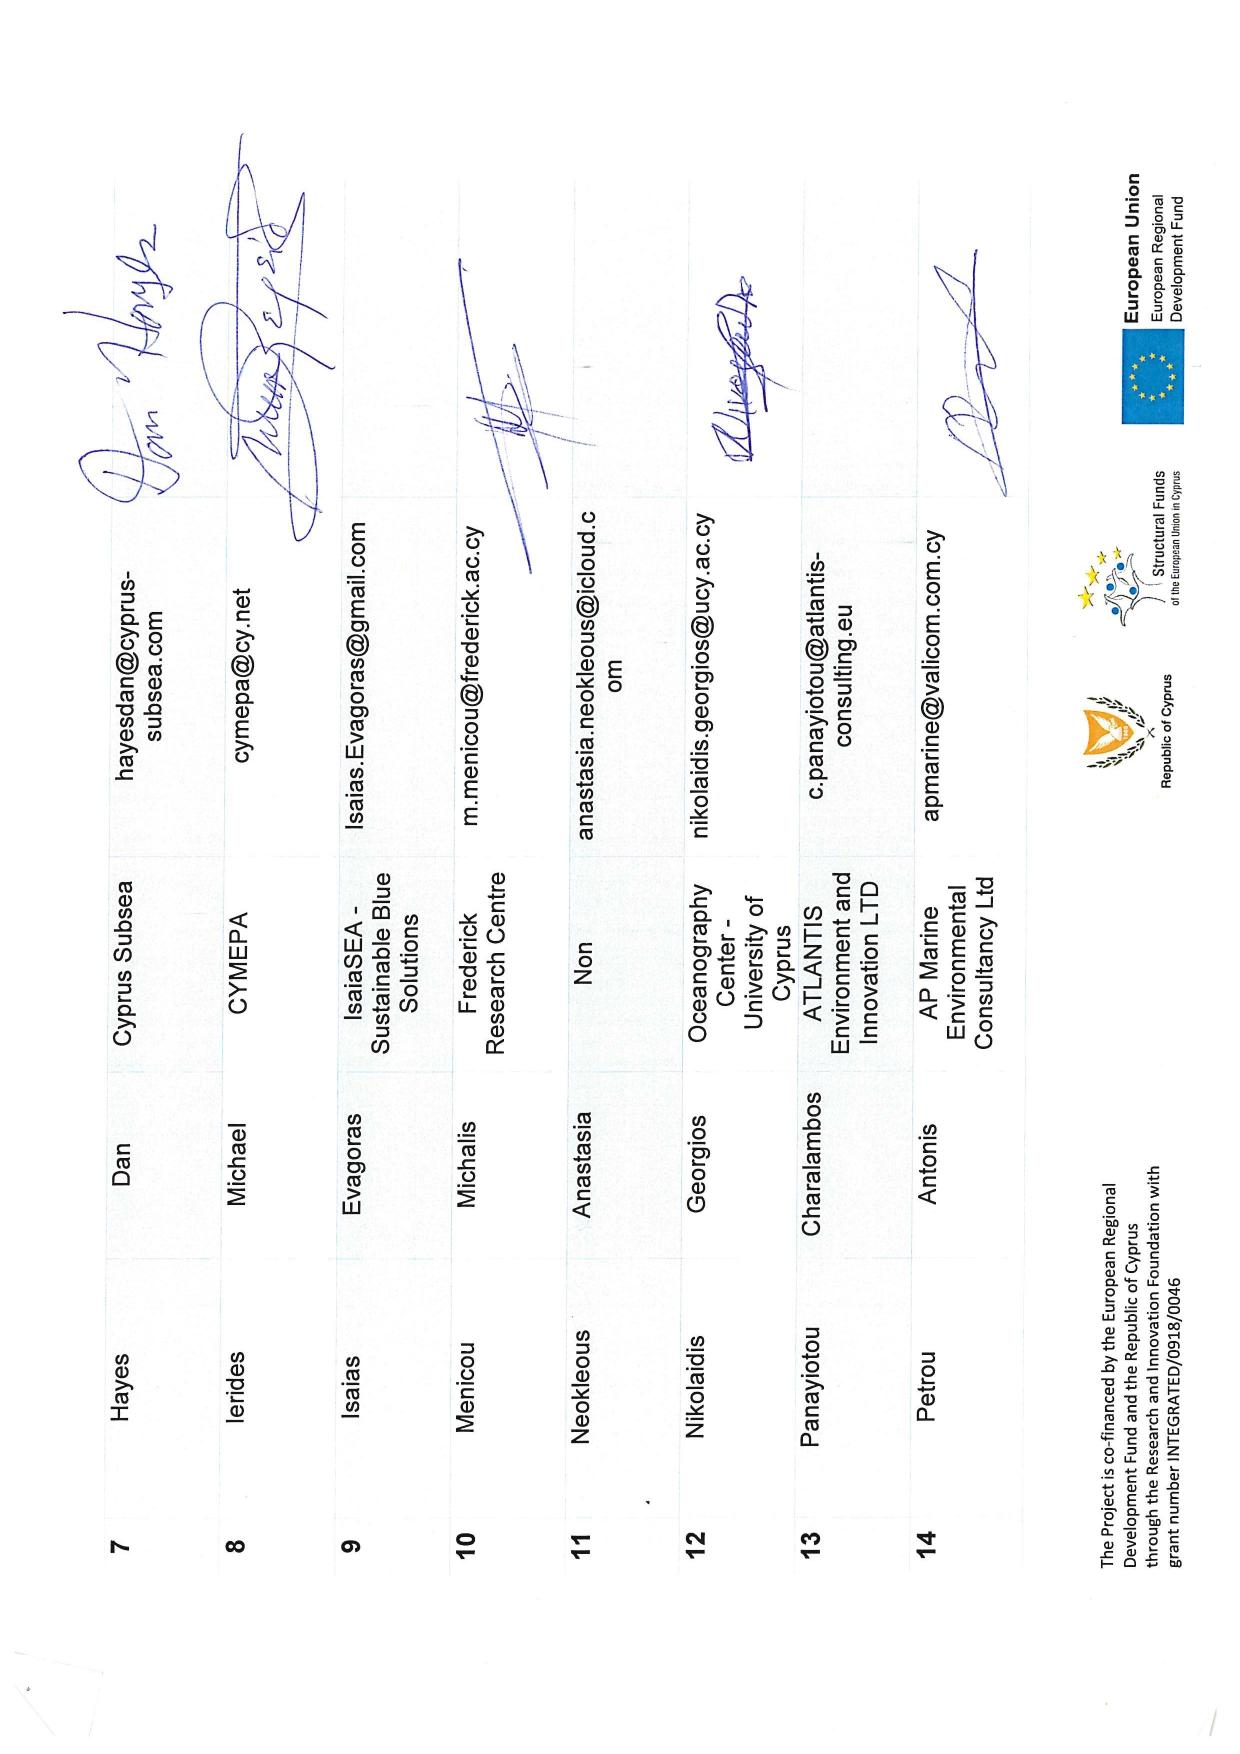 7 Hayes Dan Cyprus Subsea hayesdan@cyprus-
subsea.com Dan Hayes
8 Ierides Michael CYMEPA cymepa@cy.net
9 Isaias Evagoras IsaiaSEA - Isaias.Evagoras@gmail.com
Sustainable Blue
Solutions
10 Menicou Michalis Frederick m.menicou@frederick.ac.cy
Research Centre
11 Neokleous Anastasia Non anastasia.neokleous@icloud.c
om
12 Nikolaidis Georgios Oceanography nikolaidis.georgios@ucy.ac.cy
Center -
University of
Cyprus
13 Panayiotou Charalambos ATLANTIS c.panayiotou@atlantis-
Environment and consulting.eu
Innovation LTD
14 Petrou Antonis AP Marine apmarine@valicom.com.cy
Environmental
Consultancy Ltd
The Project is co-financed by the European Regional
Development Fund and the Republic of Cyprus
through the Research and Innovation Foundation with
grant number INTEGRATED/0918/0046
Republic of Cyprus
Structural Funds
of the European Union in Cyprus
European Union
European Regional
Development Fund